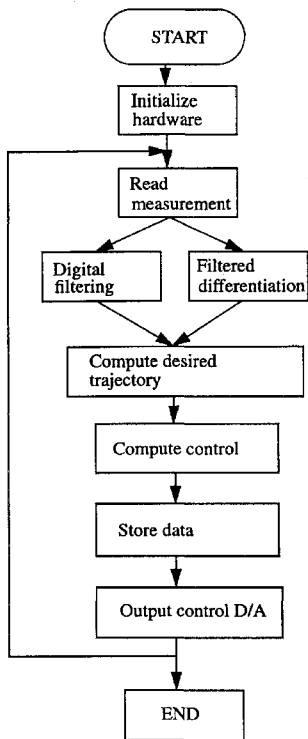 START
Initialize
hardware
Read
measurement
Digital
filtering
Filtered
differentiation
Compute desired
trajectory
Compute control
Store data
Output control D/A
END